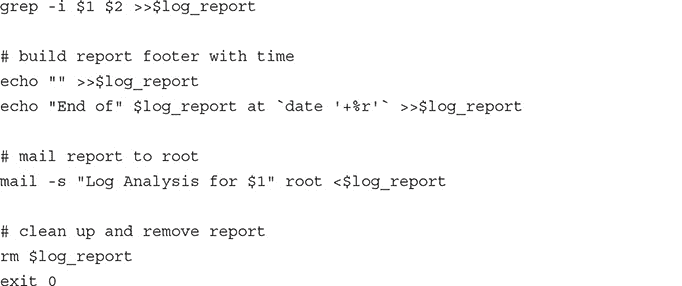 grep -i $1 $2 >>$log_report
# build report footer with time
echo "" >>$log_report
echo "End of" $log_report at `date '+%r'` >>$log_report
# mail report to root
mail -s "Log Analysis for $1" root <$log_report
# clean up and remove report
rm $log_report
exit 0